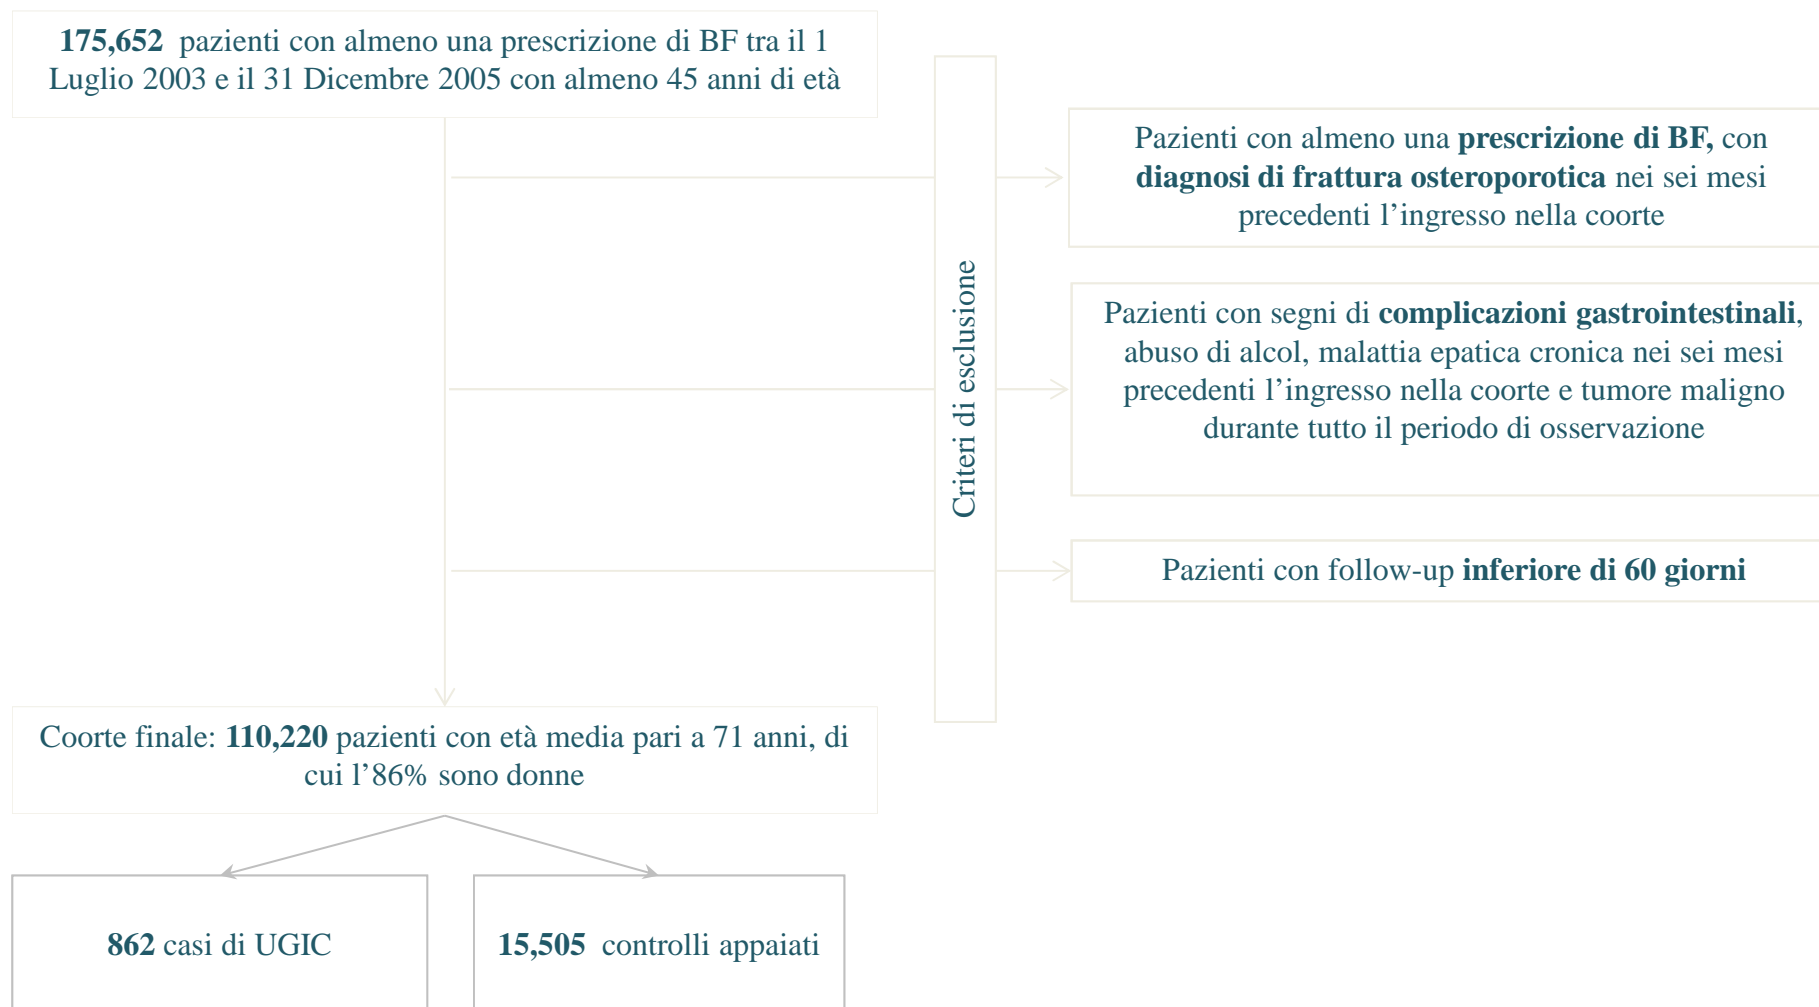 175,652 pazienti con almeno una prescrizione di BF tra il 1
Luglio 2003 e il 31 Dicembre 2005 con almeno 45 anni di età
Criteri di esclusione
Pazienti con almeno una prescrizione di BF, con
diagnosi di frattura osteroporotica nei sei mesi
precedenti l’ingresso nella coorte
Pazienti con segni di complicazioni gastrointestinali,
abuso di alcol, malattia epatica cronica nei sei mesi
precedenti l’ingresso nella coorte e tumore maligno
durante tutto il periodo di osservazione
Pazienti con follow-up inferiore di 60 giorni
Coorte finale: 110,220 pazienti con età media pari a 71 anni, di
cui l’86% sono donne
862 casi di UGIC
15,505 controlli appaiati